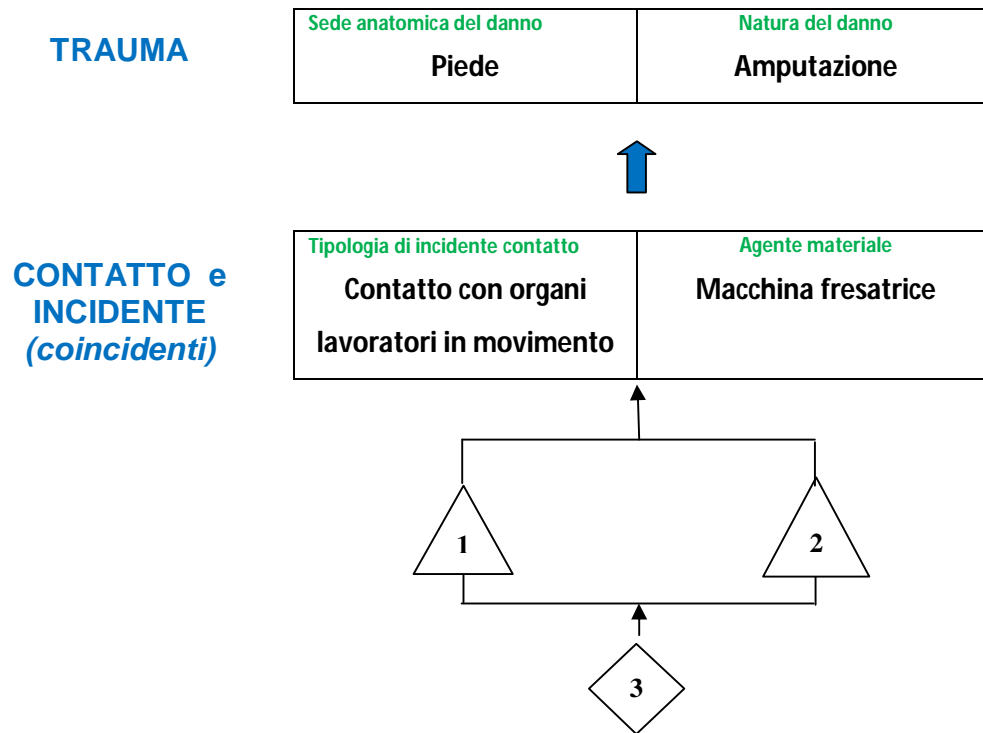 TRAUMA
Sede anatomica del danno
Piede
Natura del danno
Amputazione
CONTATTO e
INCIDENTE
(coincidenti)
Tipologia di incidente contatto
Contatto con organi
lavoratori in movimento
Agente materiale
Macchina fresatrice
1
2
3